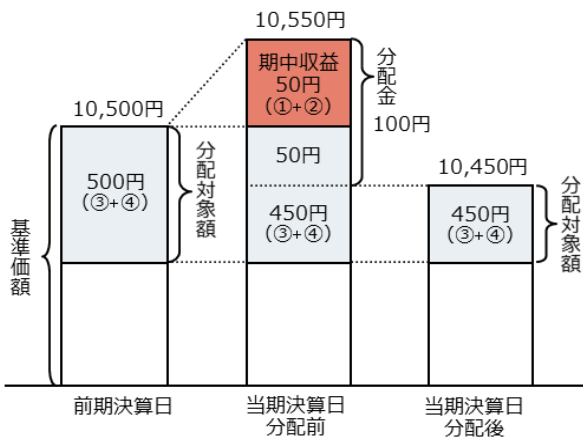 10,550円
期中収益
50円
(①+②)
分配金
100円
10,500円
500円
(③+④)
分配対象額
50円
450円
(③+④)
10,450円
450円
(③+④)
分配対象額
基準価額
前期決算日
当期決算日
分配前
当期決算日
分配後